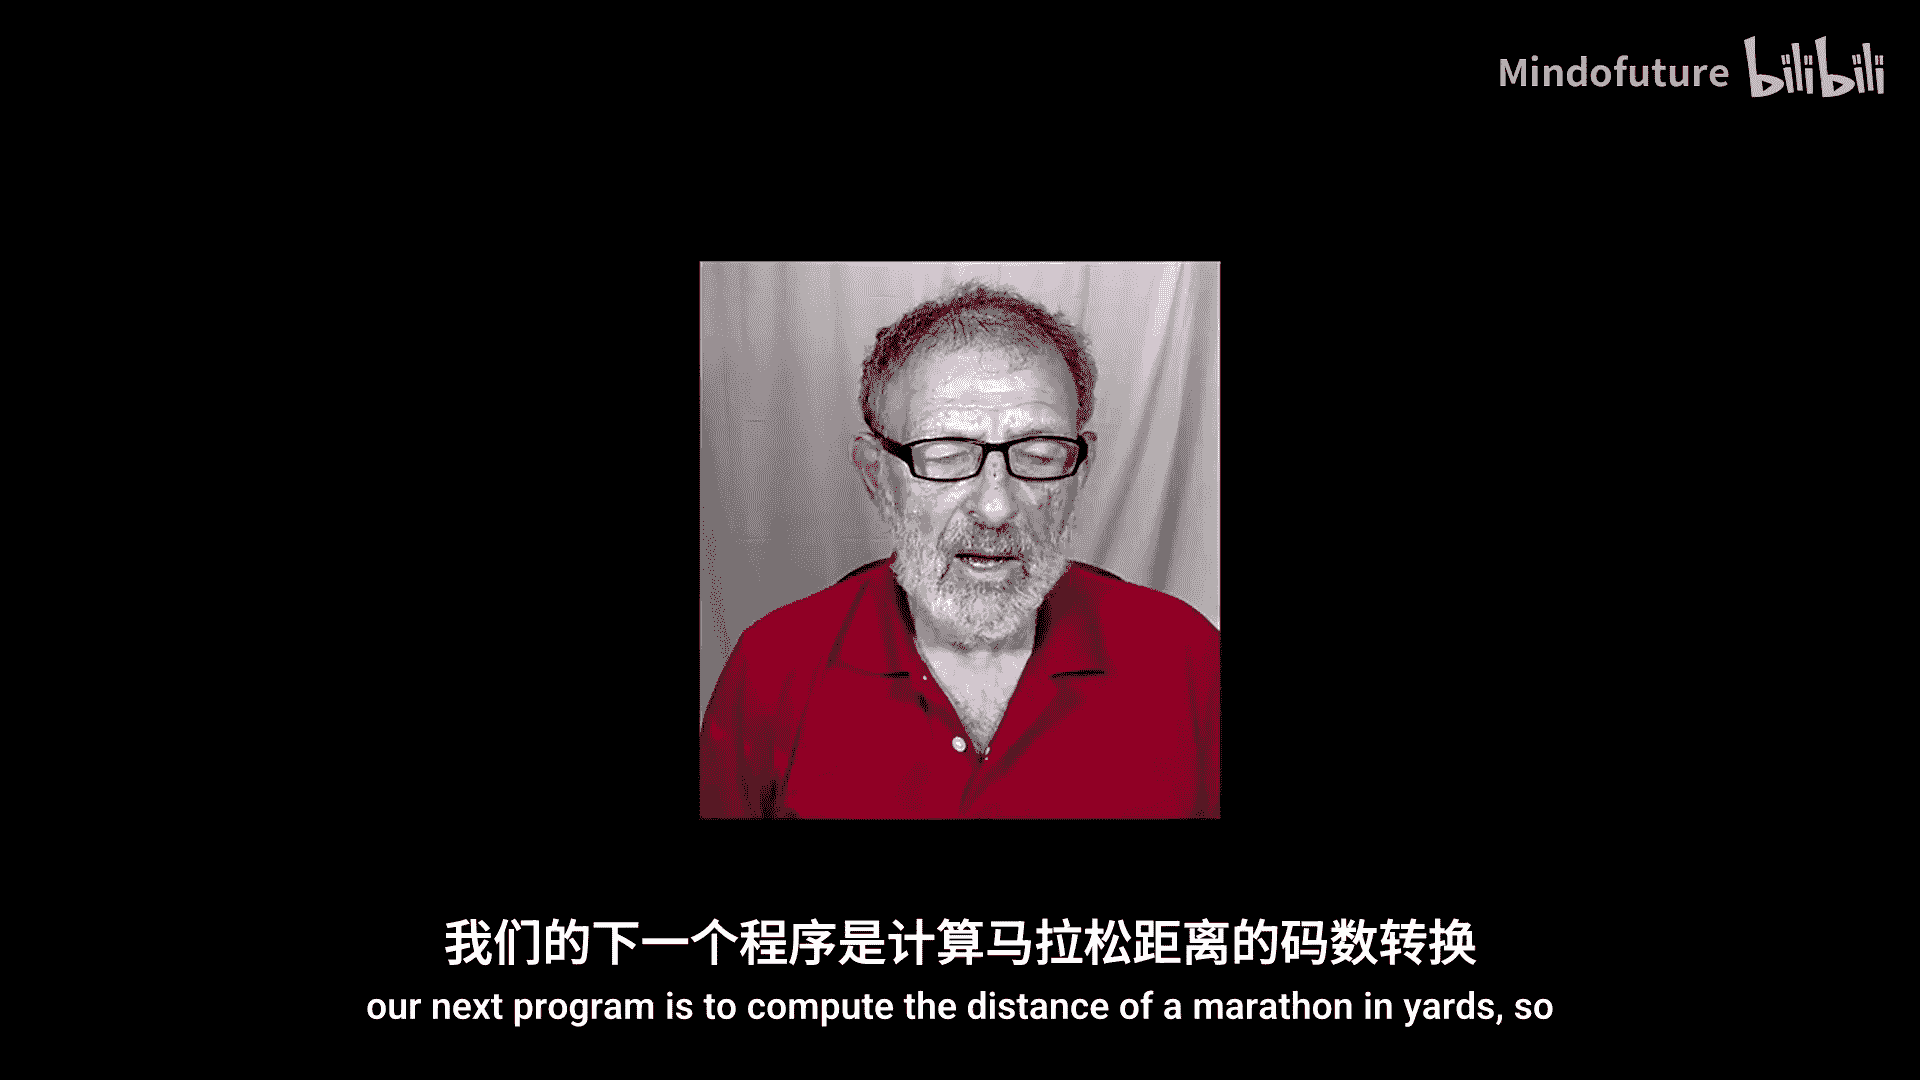 Mindofuture bilibili
我们的下一个程序是计算马拉松距离的码数转换
our next program is to compute the distance of a marathon in yards, so